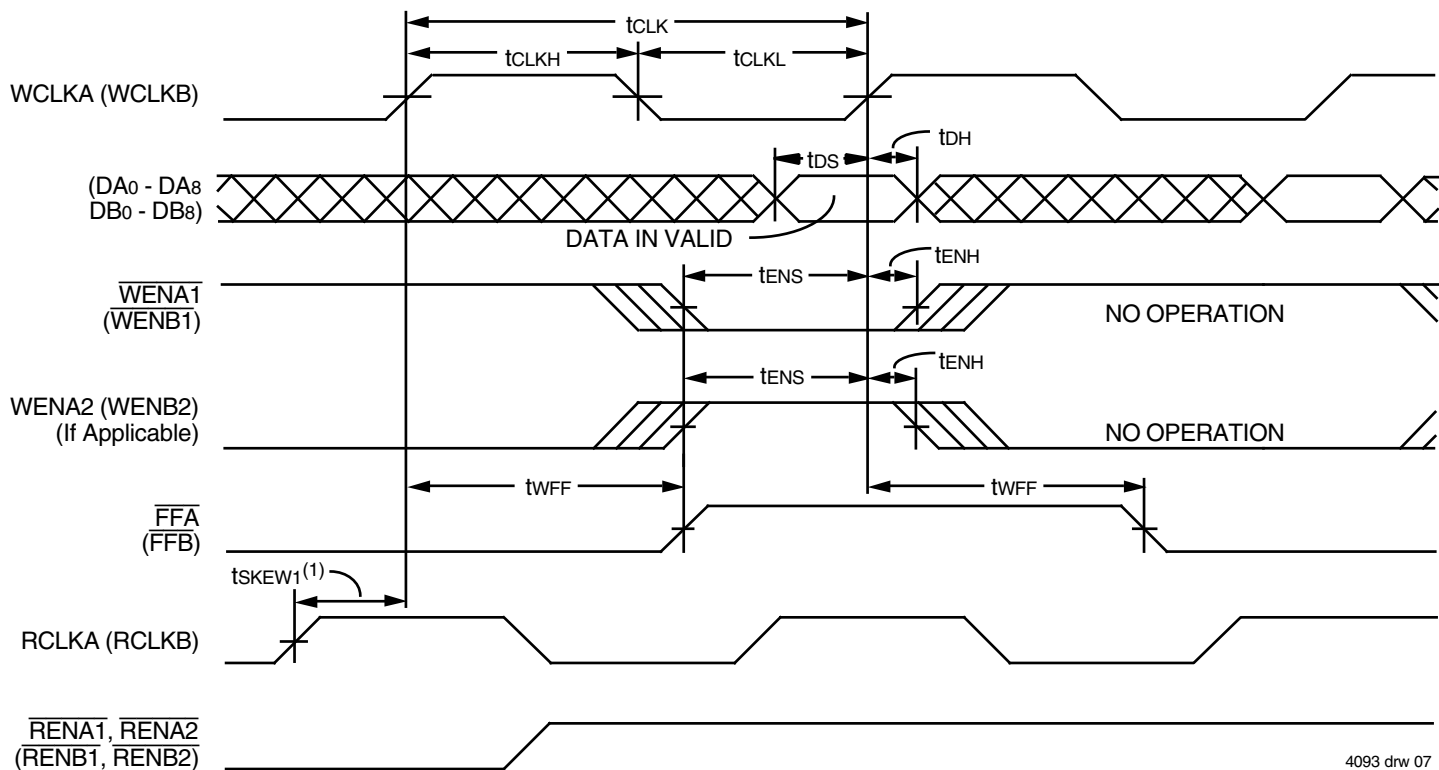 tCLK
tCLKH
tCLKL
WCLKA (WCLKB)
tDH
tDS
(DA0 - DA8
DB0 - DB8)
DATA IN VALID
tENH
tENS
WENA1
(WENB1)
NO OPERATION
tENH
tENS
WENA2 (WENB2)
(If Applicable)
NO OPERATION
tWFF
tWFF
FFA
(FFB)
tSKEW1(1)
RCLKA (RCLKB)
RENA1, RENA2
(RENB1, RENB2)
4093 drw 07